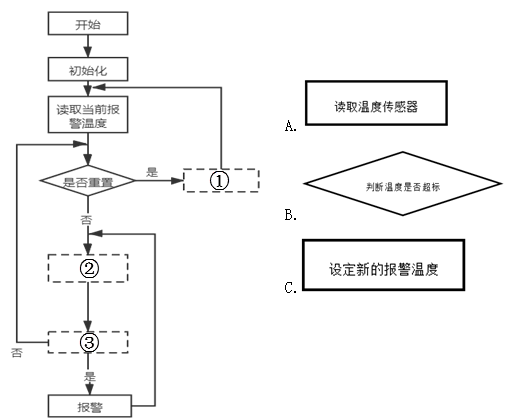 开始
初始化
读取当前报
警温度
是否重置
是
①
否
②
③
否
是
报警
A.
读取温度传感器
B.
判断温度是否超标
C.
设定新的报警温度